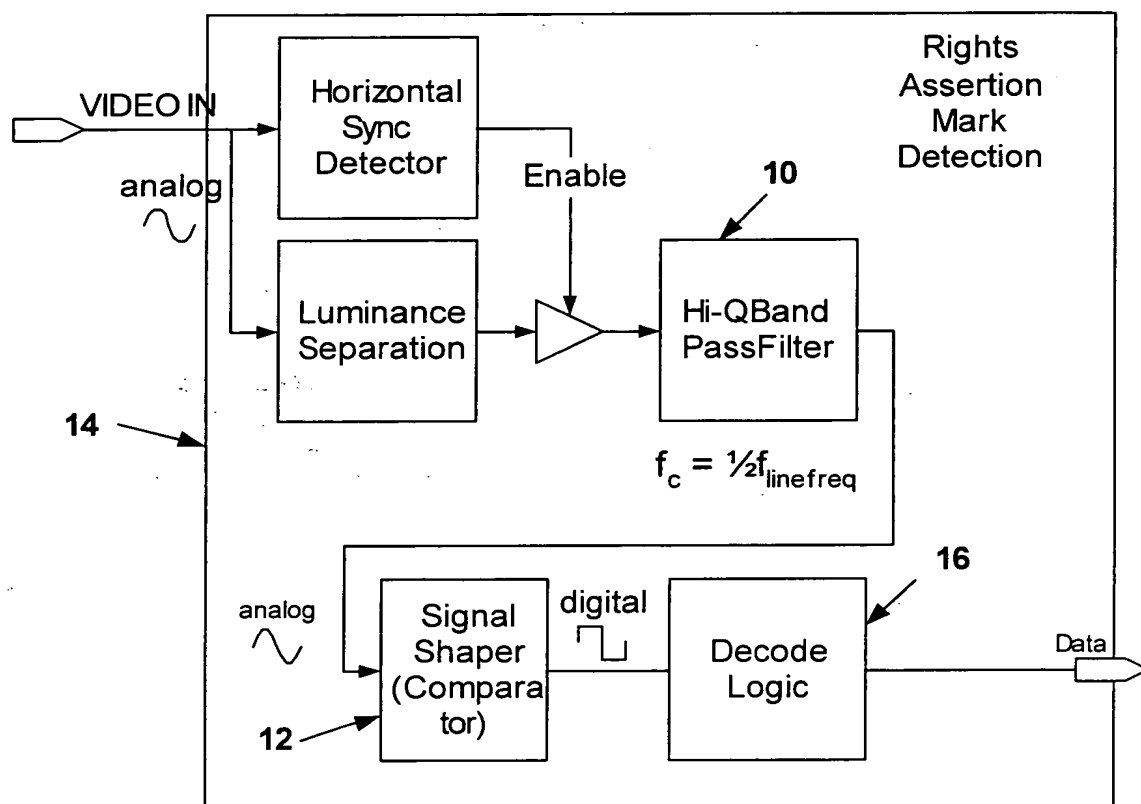 Rights
Assertion
Mark
Detection
VIDEO IN
analog
Horizontal
Sync
Detector
Enable
10
Luminance
Separation
Hi-QBand
PassFilter
14
f_c = ½f_linefreq
16
analog
Signal
Shaper
(Compara
tor)
digital
Decode
Logic
Data
12